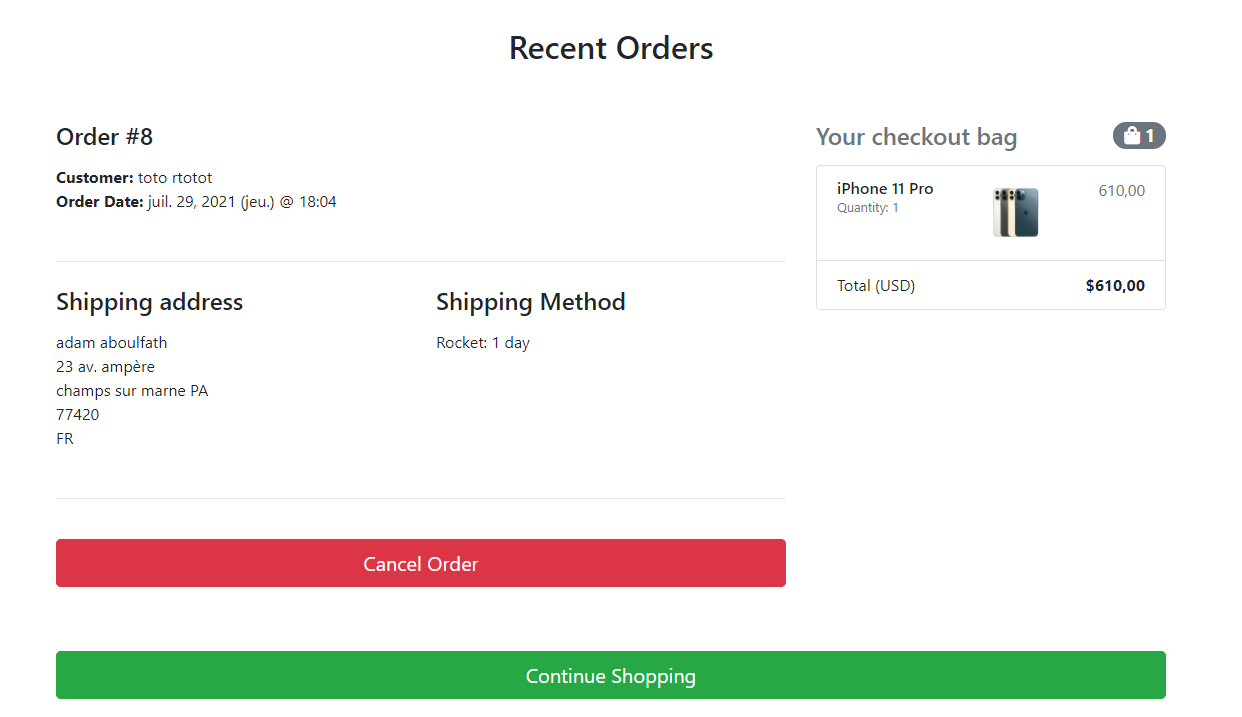 Recent Orders
Order #8
Customer: toto rtotot
Order Date: juil. 29, 2021 (jeu.) @ 18:04
Shipping address
adam aboulfath
23 av. ampère
champs sur marne PA
77420
FR
Shipping Method
Rocket: 1 day
Cancel Order
Your checkout bag
1
iPhone 11 Pro
Quantity: 1
610,00
Total (USD)
$610,00
Continue Shopping